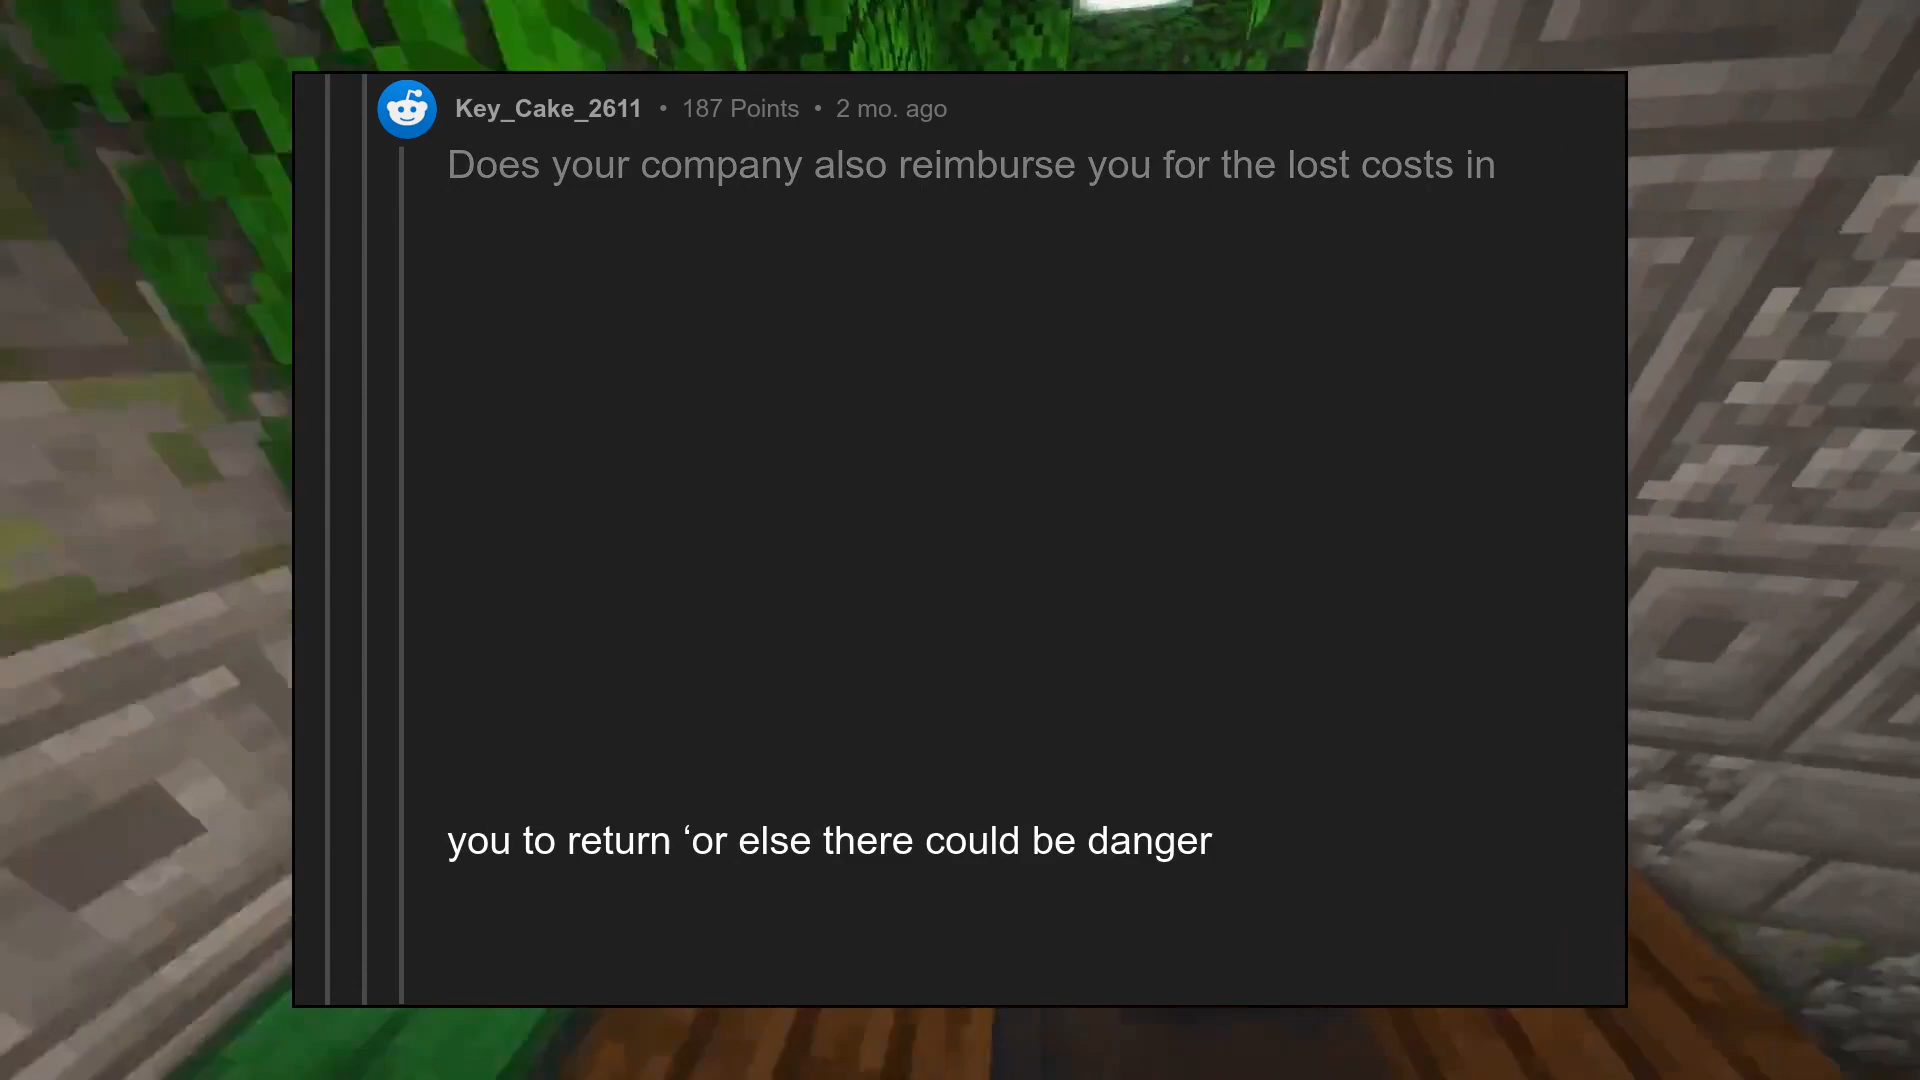 Key_Cake_2611 • 187 Points • 2 mo. ago
Does your company also reimburse you for the lost costs in
you to return ‘or else there could be danger